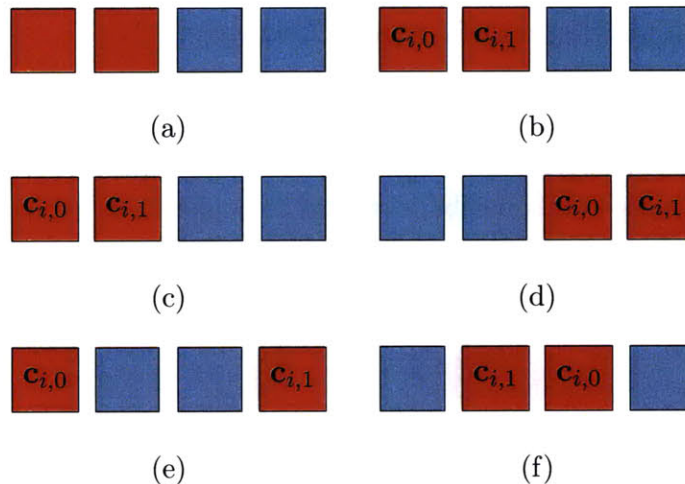 c_{i,0} c_{i,1}
(a) (b)
c_{i,0} c_{i,1} c_{i,0} c_{i,1}
(c) (d)
c_{i,0} c_{i,1} c_{i,1} c_{i,0}
(e) (f)